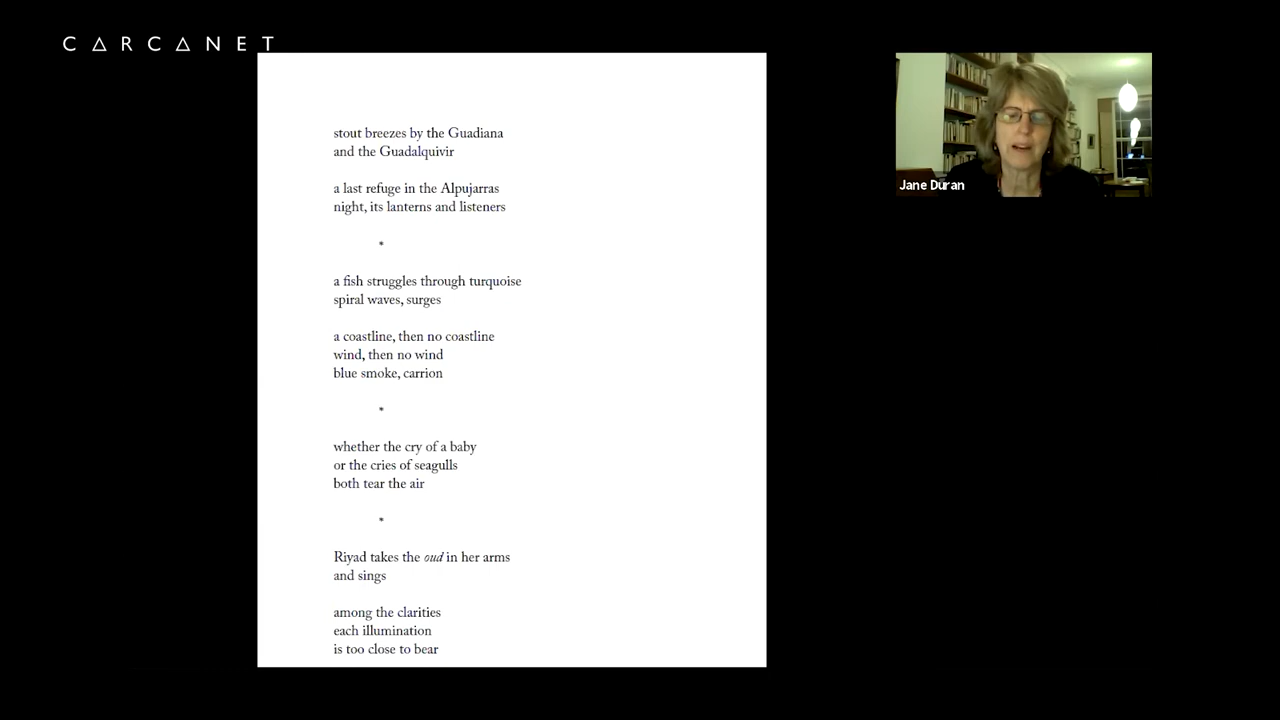 CARCANET
stout breezes by the Guadiana
and the Guadalquivir
a last refuge in the Alpujarras
night, its lanterns and listeners
*
a fish struggles through turquoise
spiral waves, surges
a coastline, then no coastline
wind, then no wind
blue smoke, carrion
*
whether the cry of a baby
or the cries of seagulls
both tear the air
*
Riyad takes the oud in her arms
and sings
among the clarities
each illumination
is too close to bear
Jane Duran